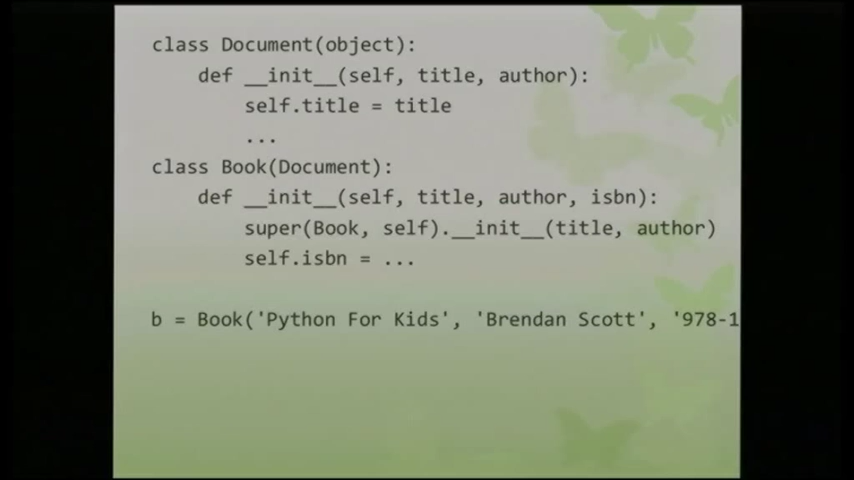 class Document(object):
    def __init__(self, title, author):
        self.title = title
        ...
class Book(Document):
    def __init__(self, title, author, isbn):
        super(Book, self).__init__(title, author)
        self.isbn = ...
b = Book('Python For Kids', 'Brendan Scott', '978-1